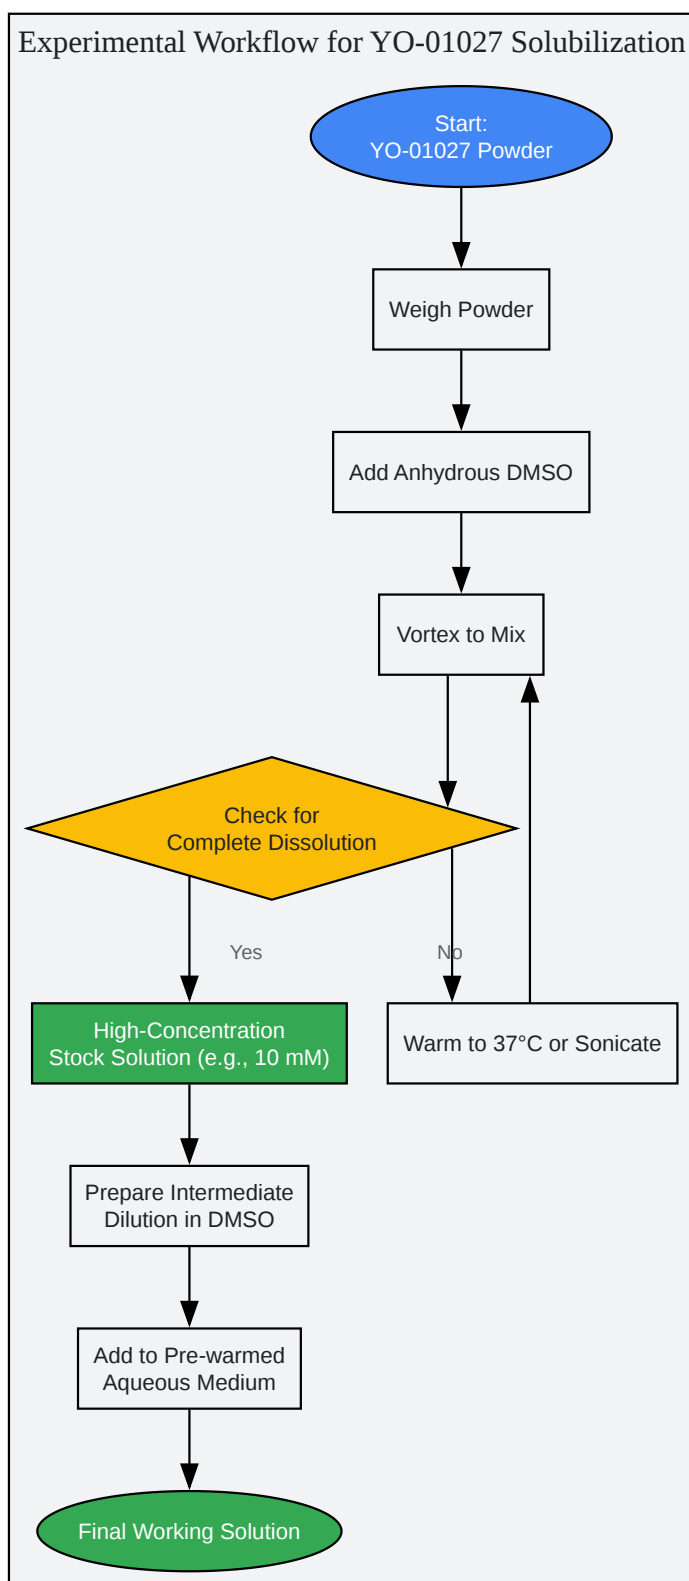 Experimental Workflow for YO-01027 Solubilization
Start:
YO-01027 Powder
Weigh Powder
Add Anhydrous DMSO
Vortex to Mix
Check for
Complete Dissolution
Yes
No
High-Concentration
Stock Solution (e.g., 10 mM)
Warm to 37°C or Sonicate
Prepare Intermediate
Dilution in DMSO
Add to Pre-warmed
Aqueous Medium
Final Working Solution